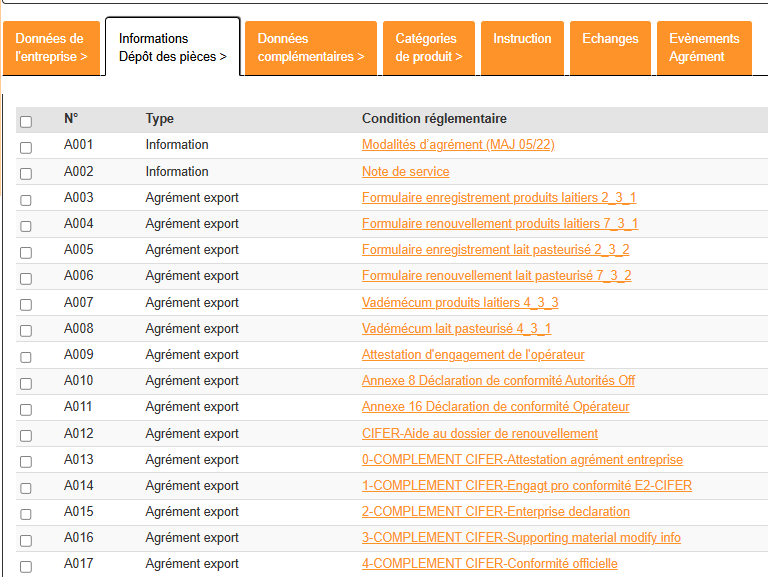 Données de
l'entreprise >
Informations
Dépôt des pièces >
Données
complémentaires >
Catégories
de produit >
Instruction
Echanges
Evènements
Agrément
N° Type Condition réglementaire
A001 Information Modalités d'agrément (MAJ 05/22)
A002 Information Note de service
A003 Agrément export Formulaire enregistrement produits laitiers 2_3_1
A004 Agrément export Formulaire renouvellement produits laitiers 7_3_1
A005 Agrément export Formulaire enregistrement lait pasteurisé 2_3_2
A006 Agrément export Formulaire renouvellement lait pasteurisé 7_3_2
A007 Agrément export Vadémécum produits laitiers 4_3_3
A008 Agrément export Vadémécum lait pasteurisé 4_3_1
A009 Agrément export Attestation d'engagement de l'opérateur
A010 Agrément export Annexe 8 Déclaration de conformité Autorités Off
A011 Agrément export Annexe 16 Déclaration de conformité Opérateur
A012 Agrément export CIFER-Aide au dossier de renouvellement
A013 Agrément export 0-COMPLEMENT CIFER-Attestation agrément entreprise
A014 Agrément export 1-COMPLEMENT CIFER-Engagt pro conformité E2-CIFER
A015 Agrément export 2-COMPLEMENT CIFER-Enterprise declaration
A016 Agrément export 3-COMPLEMENT CIFER-Supporting material modify info
A017 Agrément export 4-COMPLEMENT CIFER-Conformité officielle